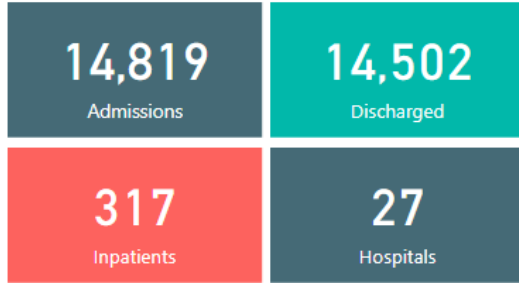 14,819
Admissions
14,502
Discharged
317
Inpatients
27
Hospitals